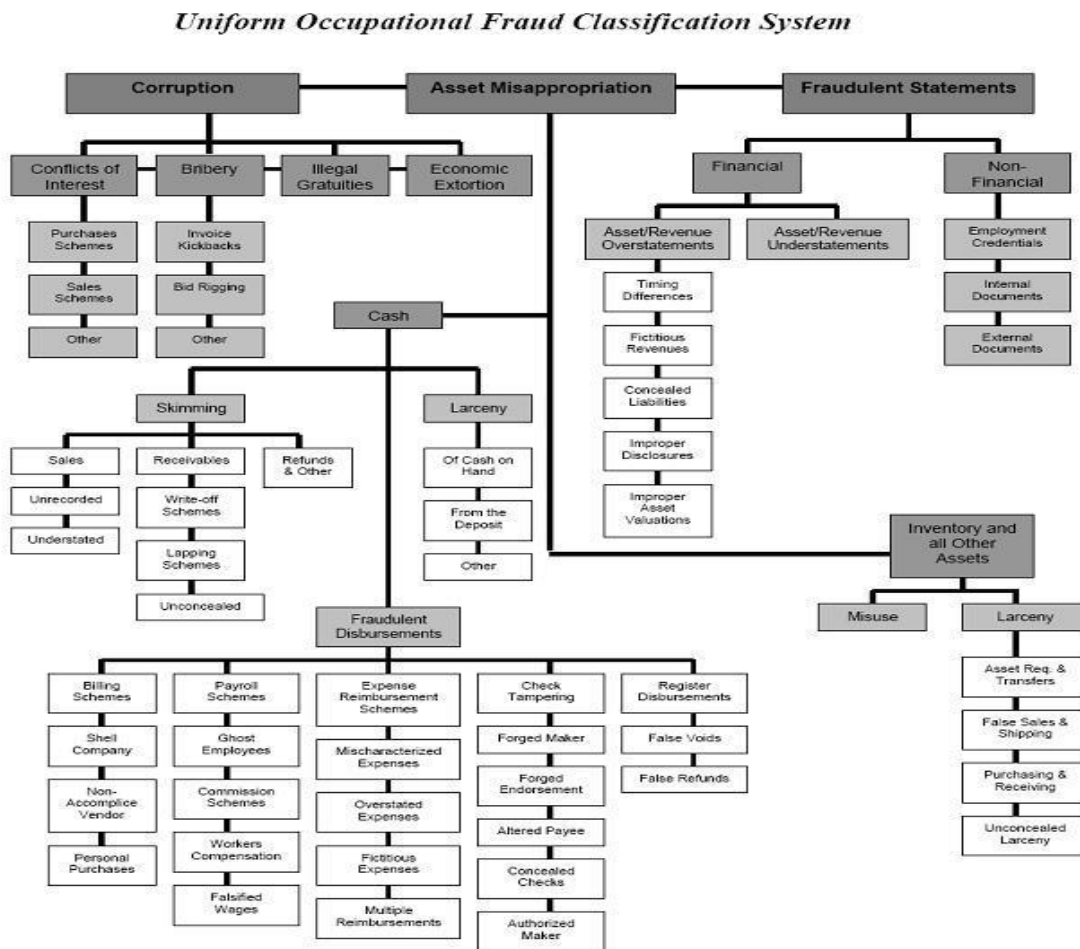 Uniform Occupational Fraud Classification System
Corruption
Asset Misappropriation
Fraudulent Statements
Conflicts of
Interest
Bribery
Illegal
Gratuities
Economic
Extortion
Purchases
Schemes
Sales
Schemes
Other
Invoice
Kickbacks
Bid Rigging
Other
Financial
Non-
Financial
Asset/Revenue
Overstatements
Asset/Revenue
Understatements
Timing
Differences
Fictitious
Revenues
Concealed
Liabilities
Improper
Disclosures
Improper
Asset
Valuations
Employment
Credentials
Internal
Documents
External
Documents
Cash
Skimming
Larceny
Sales
Unrecorded
Understated
Receivables
Write-off
Schemes
Lapping
Schemes
Unconcealed
Refunds
& Other
Of Cash on
Hand
From the
Deposit
Other
Fraudulent
Disbursements
Billing
Schemes
Shell
Company
Non-
Accomplice
Vendor
Personal
Purchases
Payroll
Schemes
Ghost
Employees
Commission
Schemes
Workers
Compensation
Falsified
Wages
Expense
Reimbursement
Schemes
Mischaracterized
Expenses
Overstated
Expenses
Fictitious
Expenses
Multiple
Reimbursements
Check
Tampering
Forged Maker
Forged
Endorsement
Altered Payee
Concealed
Checks
Authorized
Maker
Register
Disbursements
False Voids
False Refunds
Inventory and
all Other
Assets
Misuse
Larceny
Asset Req. &
Transfers
False Sales &
Shipping
Purchasing &
Receiving
Unconcealed
Larceny